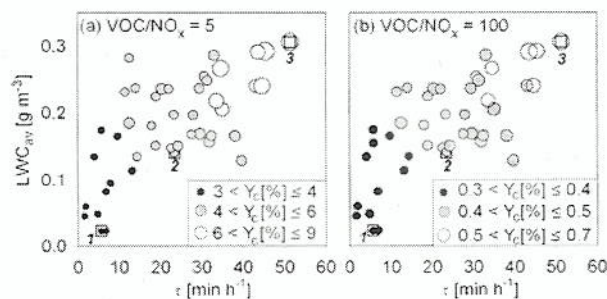 (a) VOC/NOx = 5
(b) VOC/NOx = 100
LWCav [g m-3]
0.3
0.2
0.1
0.0
3
2
1
3 < Yc[%] ≤ 4
4 < Yc[%] ≤ 6
6 < Yc[%] ≤ 9
3
2
1
0.3 < Yc[%] ≤ 0.4
0.4 < Yc[%] ≤ 0.5
0.5 < Yc[%] ≤ 0.7
0 10 20 30 40 50 60
0 10 20 30 40 50 60
τ [min h-1]
τ [min h-1]